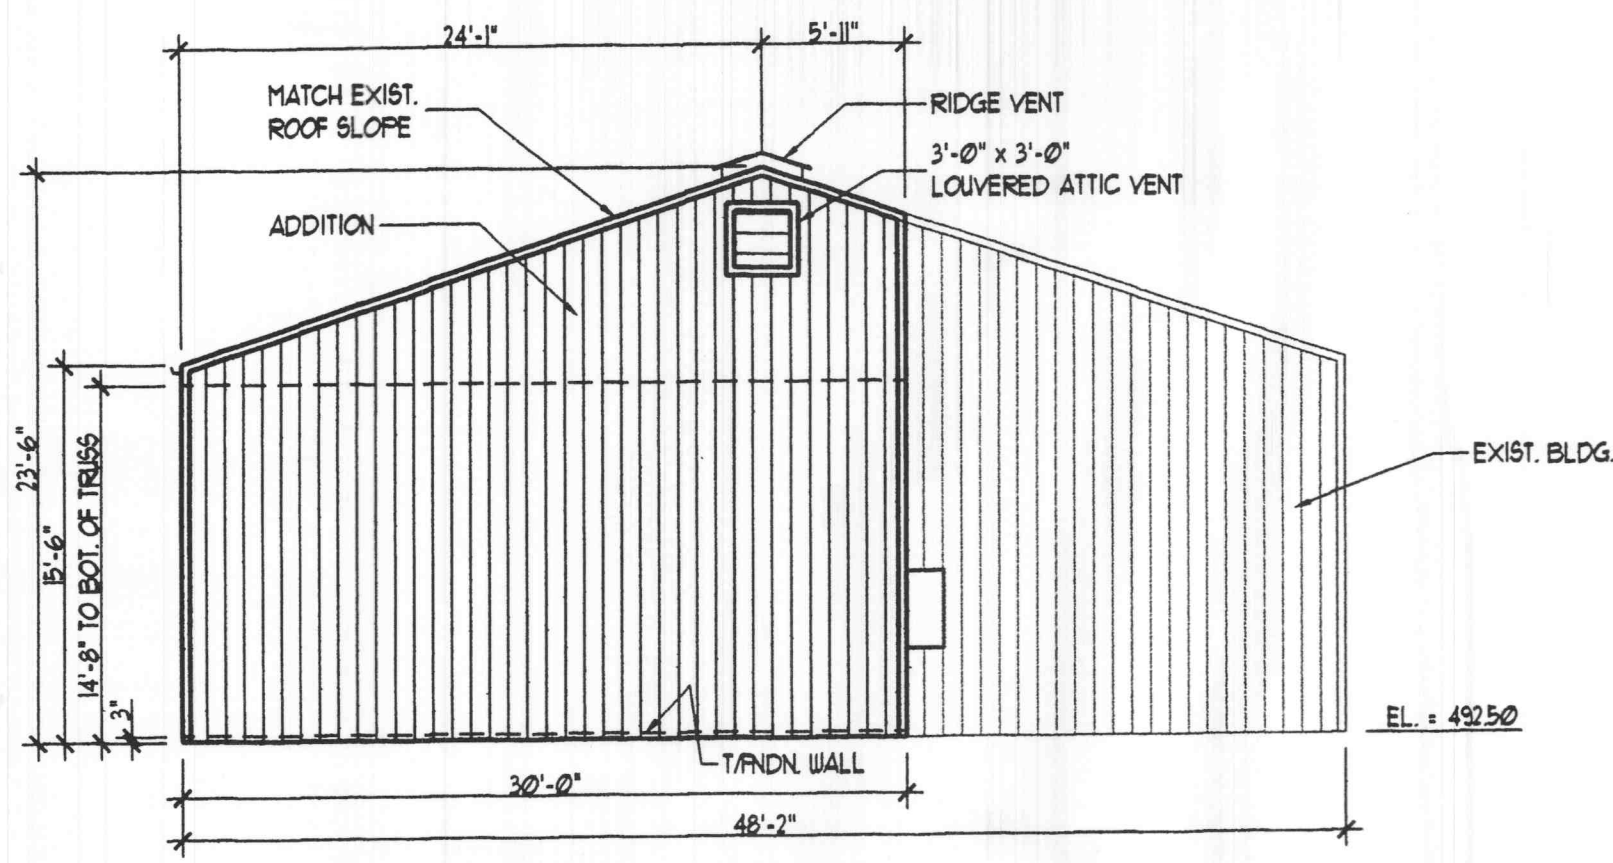 24'-1"
5'-11"
MATCH EXIST.
ROOF SLOPE
RIDGE VENT
3'-0" x 3'-0"
LOUVERED ATTIC VENT
ADDITION
23'-6"
15'-6"
14'-8" TO BOT. OF TRUSS
3"
EXIST. BLDG.
EL. = 492.50
T/FNDN. WALL
30'-0"
48'-2"